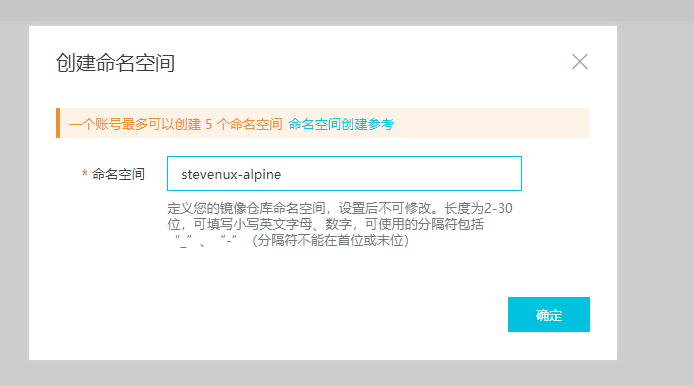 创建命名空间
一个账号最多可以创建 5 个命名空间 命名空间创建参考
* 命名空间 stevenux-alpine
定义您的镜像仓库命名空间，设置后不可修改。长度为2-30
位，可填写小写英文字母、数字，可使用的分隔符包括
“_”、“-”（分隔符不能在首位或末位）
确定